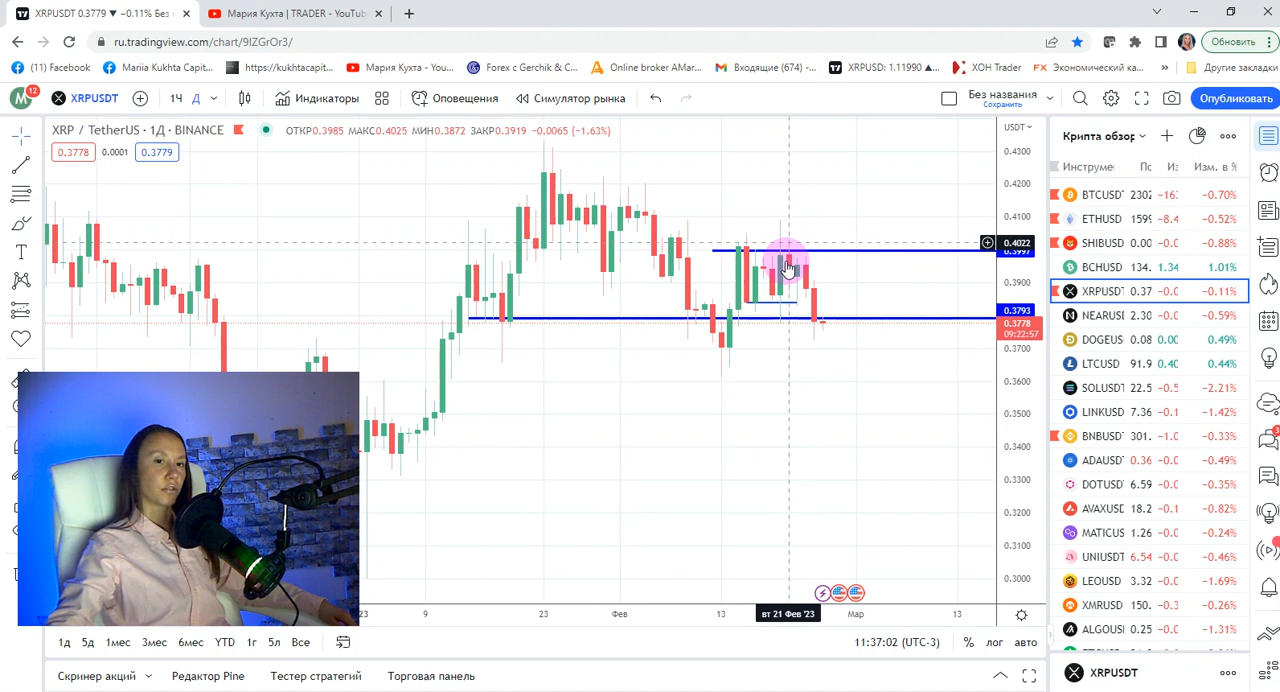 XRPUSDT 0.3779 ▼ −0.11% Без
Мария Кухта | TRADER - YouTub
ru.tradingview.com/chart/9IZGrOr3/
Обновить
(11) Facebook
Mariia Kukhta Capit...
https://kukhtacapit...
Мария Кухта - You...
Forex c Gerchik & C...
Online broker AMar...
Входящие (674) -...
XRPUSD: 1.11990 ▲...
XOH Trader
Экономический ка...
»
Другие закладки
M 12
XRPUSDT
1Ч Д
Индикаторы
Оповещения
Симулятор рынка
Без названия
Сохранить
Опубликовать
XRP / TetherUS · 1Д · BINANCE
ОТКР0.3985 МАКС0.4025 МИН0.3872 ЗАКР0.3919 −0.0065 (−1.63%)
0.3778
0.0001
0.3779
USDT
0.4300
0.4200
0.4100
0.4022
0.3997
0.3900
0.3793
0.3778
09:22:57
0.3700
0.3600
0.3500
0.3400
0.3300
0.3200
0.3100
0.3000
23
9
23
Фев
13
вт 21 Фев '23
Мар
13
1д 5д 1мес 3мес 6мес YTD 1г 5л Все
11:37:02 (UTC-3)
% лог авто
Скринер акций
Редактор Pine
Тестер стратегий
Торговая панель
Крипта обзор
Инструме Пс Из Изм. в %
BTCUSDT 2302 −163 −0.70%
ETHUSD 1599 −8.4 −0.52%
SHIBUSD 0.00 −0.0 −0.88%
BCHUSD 134. 1.34 1.01%
XRPUSDT 0.37 −0.0 −0.11%
NEARUSI 2.30 −0.0 −0.59%
DOGEUS 0.08 0.00 0.49%
LTCUSD 91.9 0.40 0.44%
SOLUSDT 22.5 −0.5 −2.21%
LINKUSD 7.36 −0.1 −1.42%
BNBUSD 301. −1.0 −0.33%
ADAUSD 0.36 −0.0 −0.49%
DOTUSD 6.59 −0.0 −0.35%
AVAXUSD 18.2 −0.1 −0.82%
MATICUS 1.26 −0.0 −0.24%
UNIUSDT 6.54 −0.0 −0.46%
LEOUSD 3.32 −0.0 −1.69%
XMRUSD 150. −0.3 −0.26%
ALGOUSI 0.25 −0.0 −1.31%
XRPUSDT